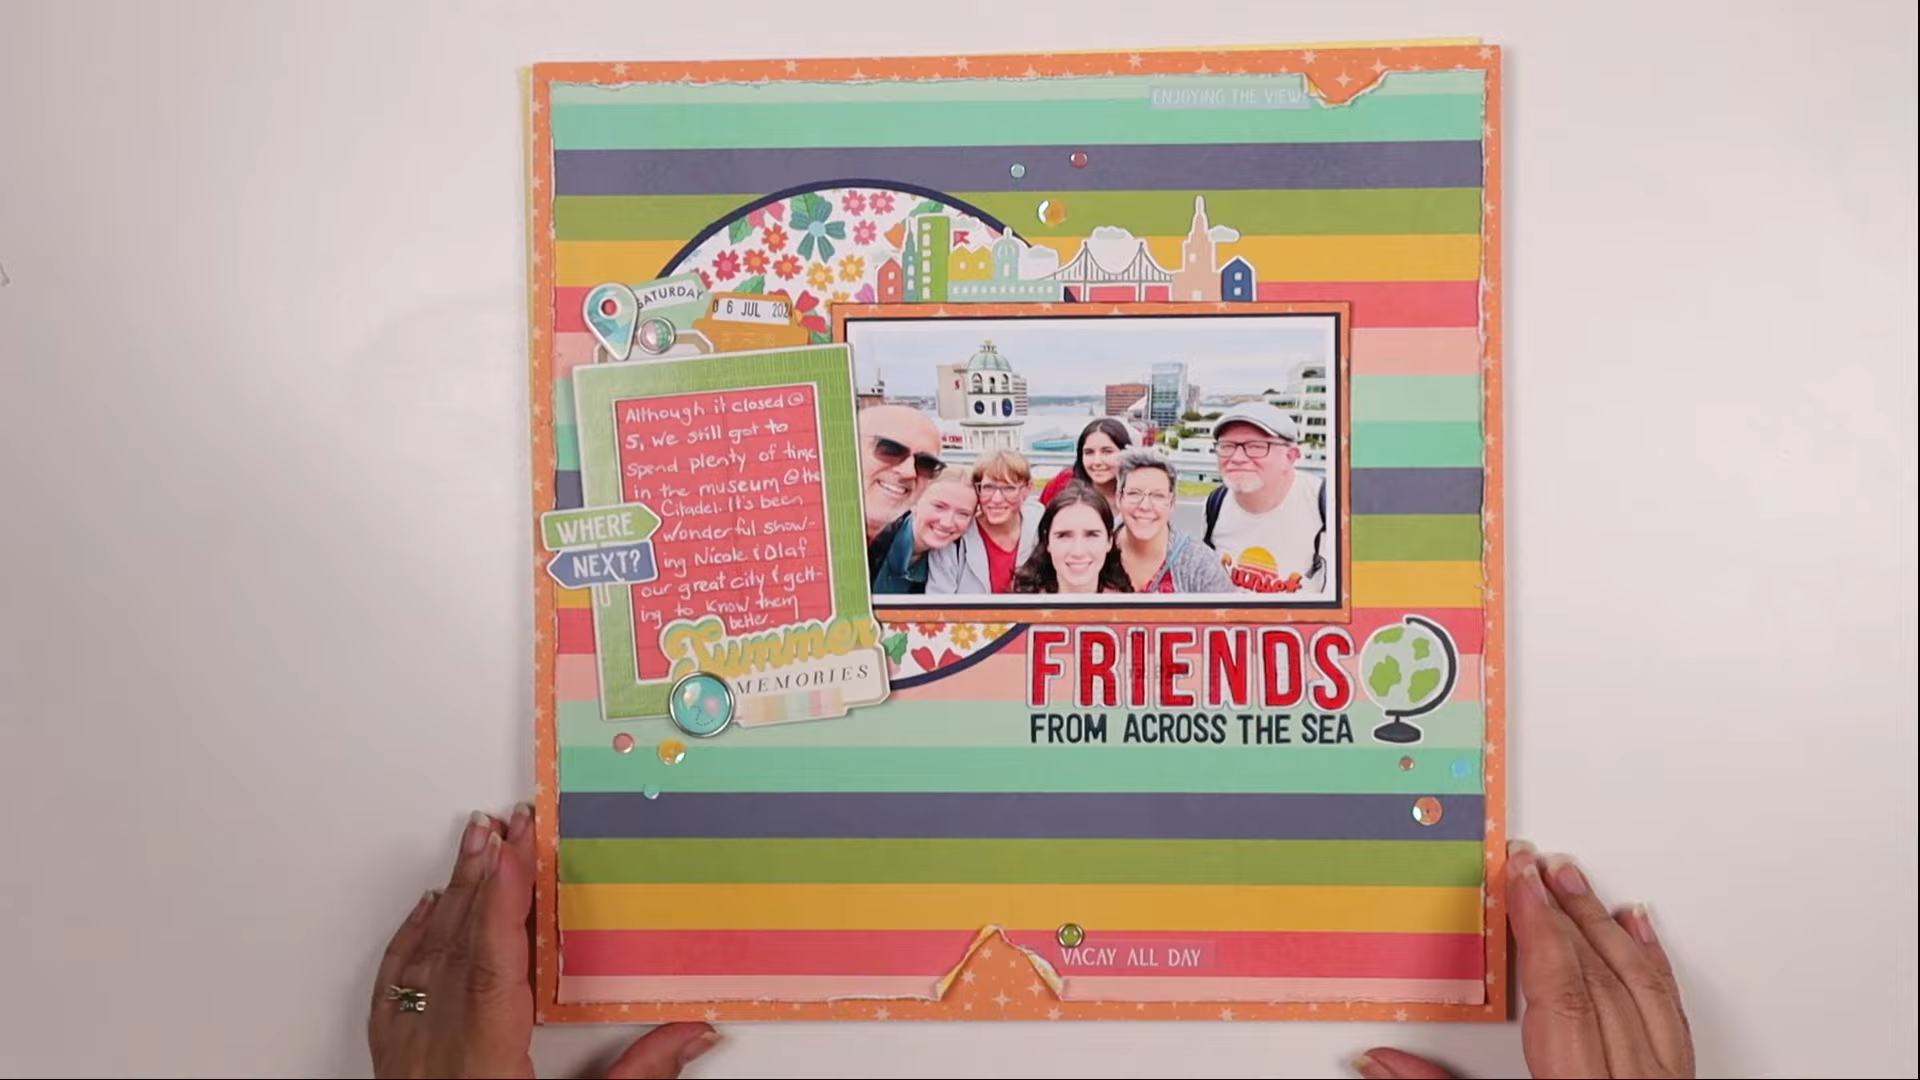 ENJOYING THE VIEW
SATURDAY
06 JUL 2024
Although it closed @
5, we still got to
spend plenty of time
in the museum @ the
Citadel. It's been
wonderful show-
ing Nicole & Olaf
our great city & gett-
ing to know them
better.
WHERE
NEXT?
Summer
MEMORIES
Sunset
FRIENDS
FROM ACROSS THE SEA
VACAY ALL DAY